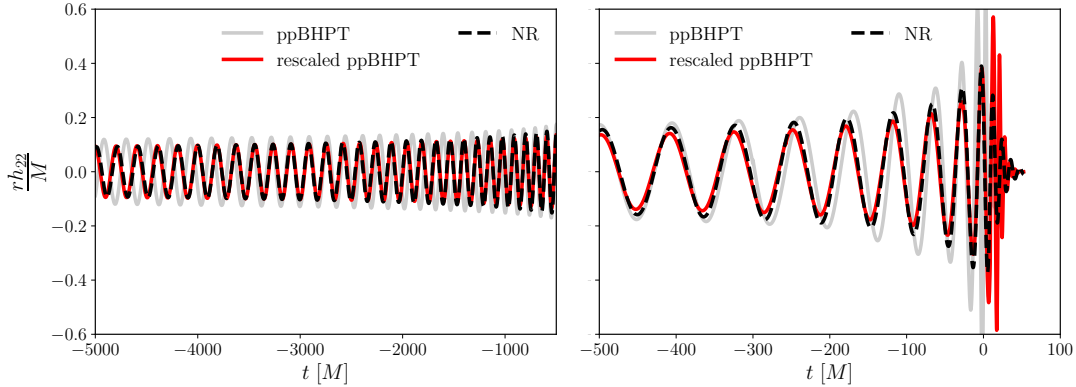 ppBHPT
rescaled ppBHPT
NR
0.6
0.4
0.2
0.0
−0.2
−0.4
−0.6
rh22
M
−5000 −4000 −3000 −2000 −1000
t [M]
ppBHPT
rescaled ppBHPT
NR
−500 −400 −300 −200 −100 0 100
t [M]